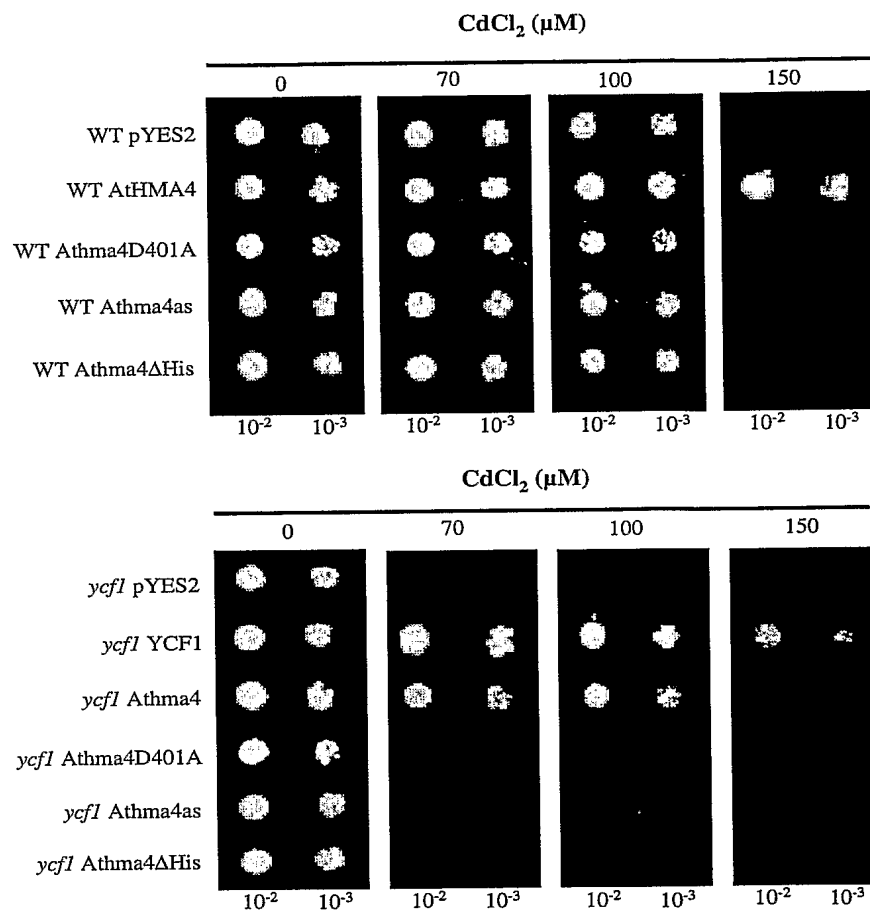 CdCl₂ (µM)
0 70 100 150
WT pYES2
WT AtHMA4
WT Athma4D401A
WT Athma4as
WT Athma4ΔHis
10⁻² 10⁻³ 10⁻² 10⁻³ 10⁻² 10⁻³ 10⁻² 10⁻³
CdCl₂ (µM)
0 70 100 150
ycf1 pYES2
ycf1 YCF1
ycf1 Athma4
ycf1 Athma4D401A
ycf1 Athma4as
ycf1 Athma4ΔHis
10⁻² 10⁻³ 10⁻² 10⁻³ 10⁻² 10⁻³ 10⁻² 10⁻³